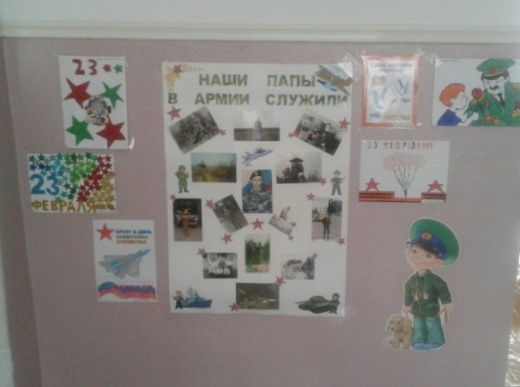 23
НАШИ ПАПЫ
В АРМИИ СЛУЖИЛИ
23
ФЕВРАЛЯ
23 ФЕВРАЛЯ!!!